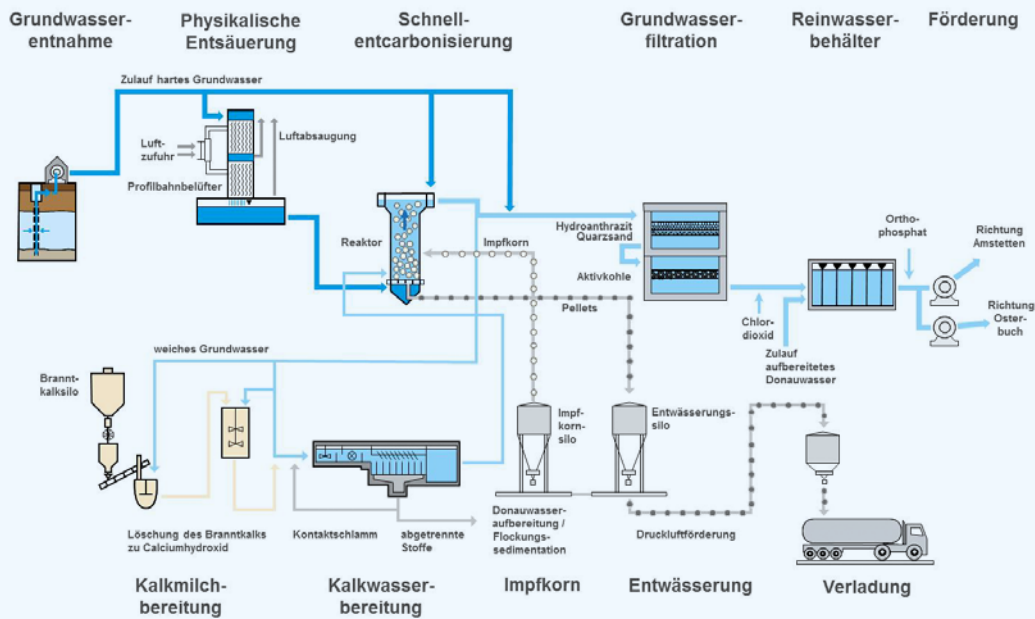 Grundwasser-
entnahme
Physikalische
Entsäuerung
Schnell-
entcarbonisierung
Grundwasser-
filtration
Reinwasser-
behälter
Förderung
Zulauf hartes Grundwasser
Luft-
zufuhr
Luftabsaugung
Profilbahnbelüfter
Reaktor
Impfkorn
Hydroanthrazit
Quarzsand
Aktivkohle
Ortho-
phosphat
Richtung
Amstetten
Pellets
Chlor-
dioxid
Richtung
Oster-
buch
Zulauf
aufbereitetes
Donauwasser
weiches Grundwasser
Brannt-
kalksilo
Impf-
korn-
silo
Entwässerungs-
silo
Löschung des Branntkalks
zu Calciumhydroxid
Kontaktschlamm
abgetrennte
Stoffe
Donauwasser-
aufbereitung /
Flockungs-
sedimentation
Druckluftförderung
Kalkmilch-
bereitung
Kalkwasser-
bereitung
Impfkorn
Entwässerung
Verladung